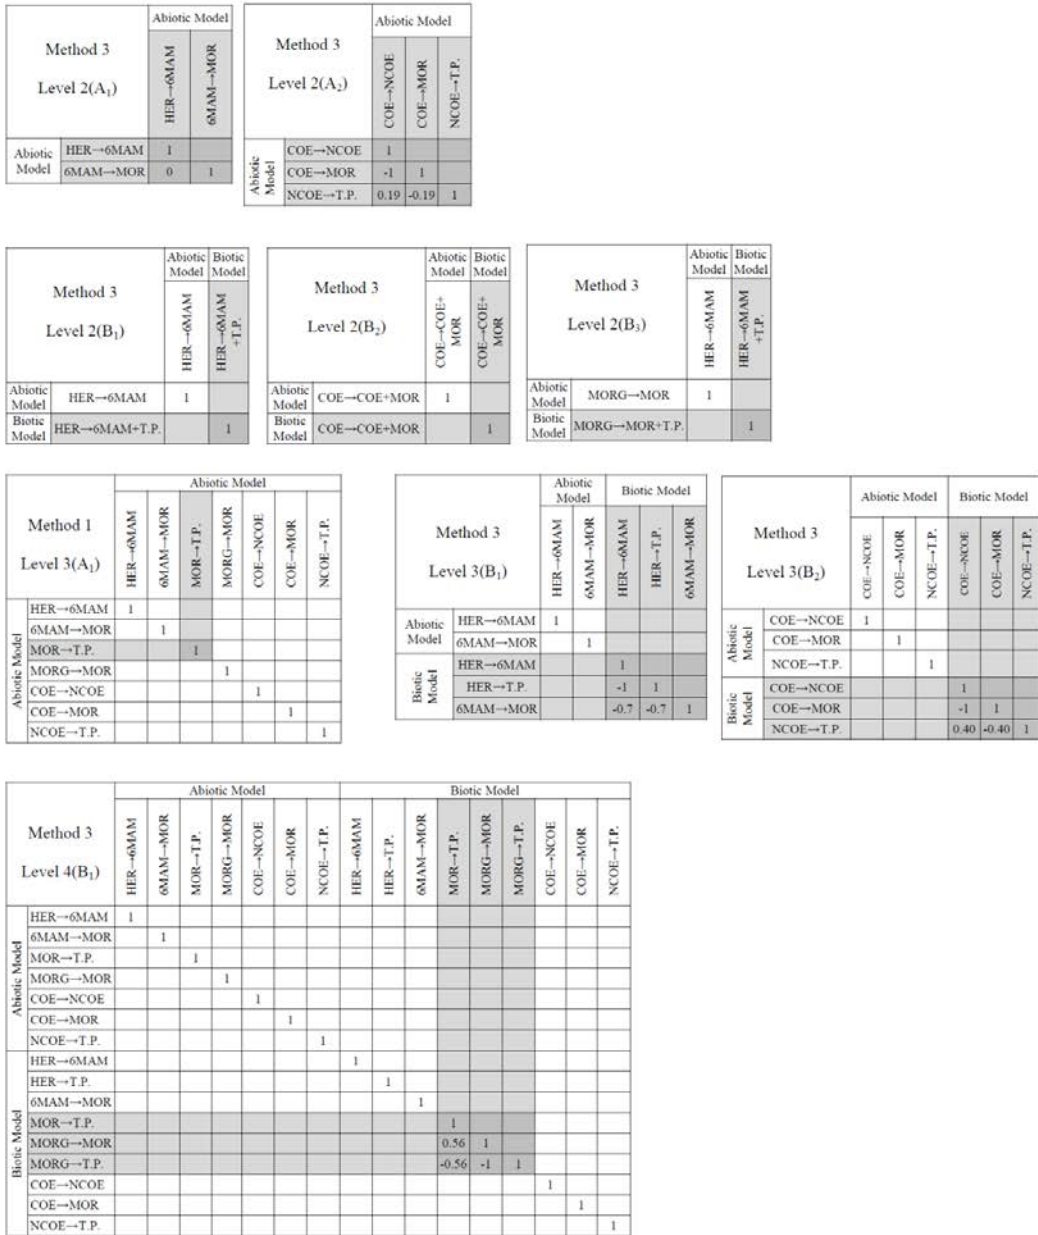 Method 3
Level 2(A₁)
Abiotic Model
HER→6MAM
6MAM→MOR
Abiotic Model
HER→6MAM 1
6MAM→MOR 0 1
Method 3
Level 2(A₂)
Abiotic Model
COE→NCOE
COE→MOR
NCOE→T.P.
Abiotic Model
COE→NCOE 1
COE→MOR -1 1
NCOE→T.P. 0.19 -0.19 1
Method 3
Level 2(B₁)
Abiotic Model
Biotic Model
HER→6MAM
HER→6MAM +T.P.
Abiotic Model HER→6MAM 1
Biotic Model HER→6MAM+T.P. 1
Method 3
Level 2(B₂)
Abiotic Model
Biotic Model
COE→COE+ MOR
COE→COE+ MOR
Abiotic Model COE→COE+MOR 1
Biotic Model COE→COE+MOR 1
Method 3
Level 2(B₃)
Abiotic Model
Biotic Model
HER→6MAM
HER→6MAM +T.P.
Abiotic Model MORG→MOR 1
Biotic Model MORG→MOR+T.P. 1
Method 1
Level 3(A₁)
Abiotic Model
HER→6MAM
6MAM→MOR
MOR→T.P.
MORG→MOR
COE→NCOE
COE→MOR
NCOE→T.P.
Abiotic Model
HER→6MAM 1
6MAM→MOR 1
MOR→T.P. 1
MORG→MOR 1
COE→NCOE 1
COE→MOR 1
NCOE→T.P. 1
Method 3
Level 3(B₁)
Abiotic Model
Biotic Model
HER→6MAM
6MAM→MOR
HER→6MAM
HER→T.P.
6MAM→MOR
Abiotic Model
HER→6MAM 1
6MAM→MOR 1
Biotic Model
HER→6MAM 1
HER→T.P. -1 1
6MAM→MOR -0.7 -0.7 1
Method 3
Level 3(B₂)
Abiotic Model
Biotic Model
COE→NCOE
COE→MOR
NCOE→T.P.
COE→NCOE
COE→MOR
NCOE→T.P.
Abiotic Model
COE→NCOE 1
COE→MOR 1
NCOE→T.P. 1
Biotic Model
COE→NCOE 1
COE→MOR -1 1
NCOE→T.P. 0.40 -0.40 1
Method 3
Level 4(B₁)
Abiotic Model
Biotic Model
HER→6MAM
6MAM→MOR
MOR→T.P.
MORG→MOR
COE→NCOE
COE→MOR
NCOE→T.P.
HER→6MAM
HER→T.P.
6MAM→MOR
MOR→T.P.
MORG→MOR
MORG→T.P.
COE→NCOE
COE→MOR
NCOE→T.P.
Abiotic Model
HER→6MAM 1
6MAM→MOR 1
MOR→T.P. 1
MORG→MOR 1
COE→NCOE 1
COE→MOR 1
NCOE→T.P. 1
Biotic Model
HER→6MAM 1
HER→T.P. 1
6MAM→MOR 1
MOR→T.P. 1
MORG→MOR 0.56 1
MORG→T.P. -0.56 -1 1
COE→NCOE 1
COE→MOR 1
NCOE→T.P. 1